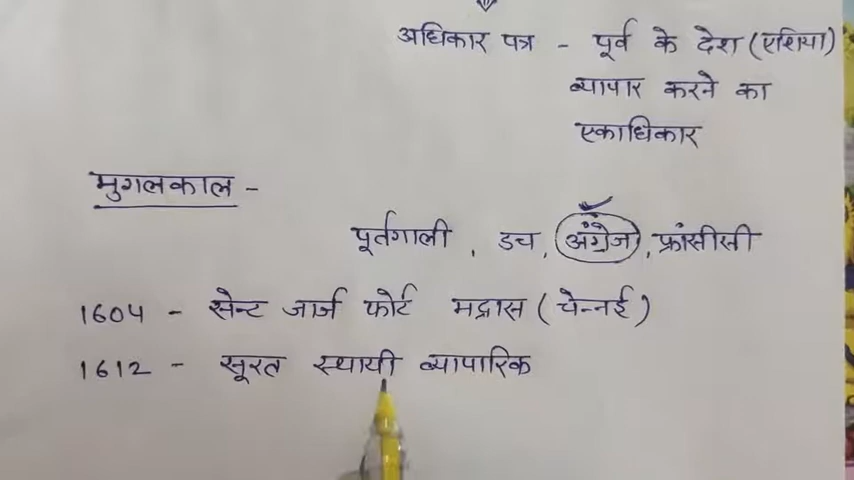 अधिकार पत्र - पूर्व के देश (एशिया)
व्यापार करने का
एकाधिकार
मुगलकाल -
पूर्तगाली , डच, अंग्रेज , फ्रांसीसी
1604 - सेन्ट जार्ज फोर्ट मद्रास (चेन्नई)
1612 - सूरत स्थायी व्यापारिक